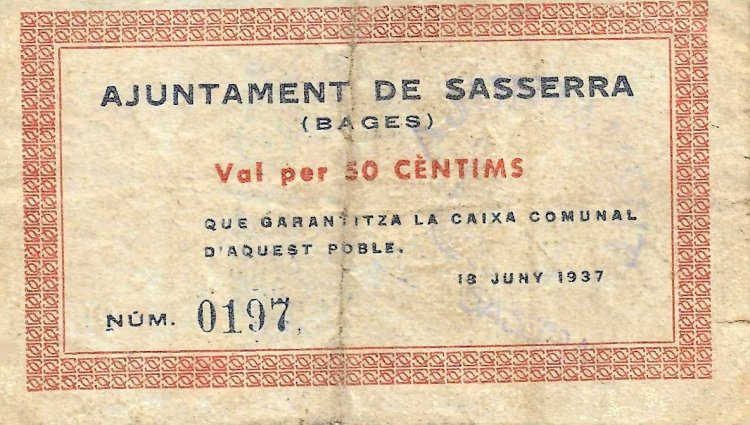 AJUNTAMENT DE SASSERRA
(BAGES)
Val per 50 CÈNTIMS
QUE GARANTITZA LA CAIXA COMUNAL
D'AQUEST POBLE.
18 JUNY 1937
NÚM. 0197